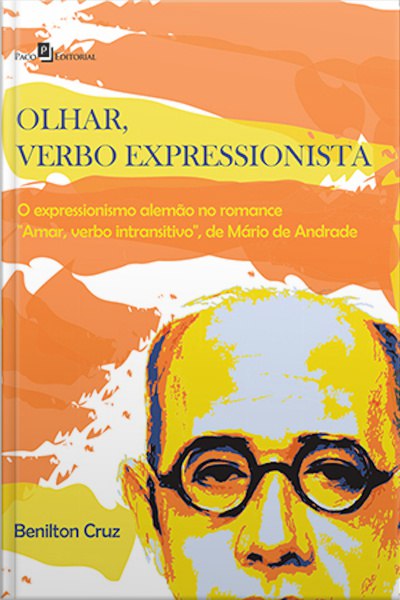 PACO EDITORIAL
OLHAR,
VERBO EXPRESSIONISTA
O expressionismo alemão no romance
"Amar, verbo intransitivo", de Mário de Andrade
Benilton Cruz